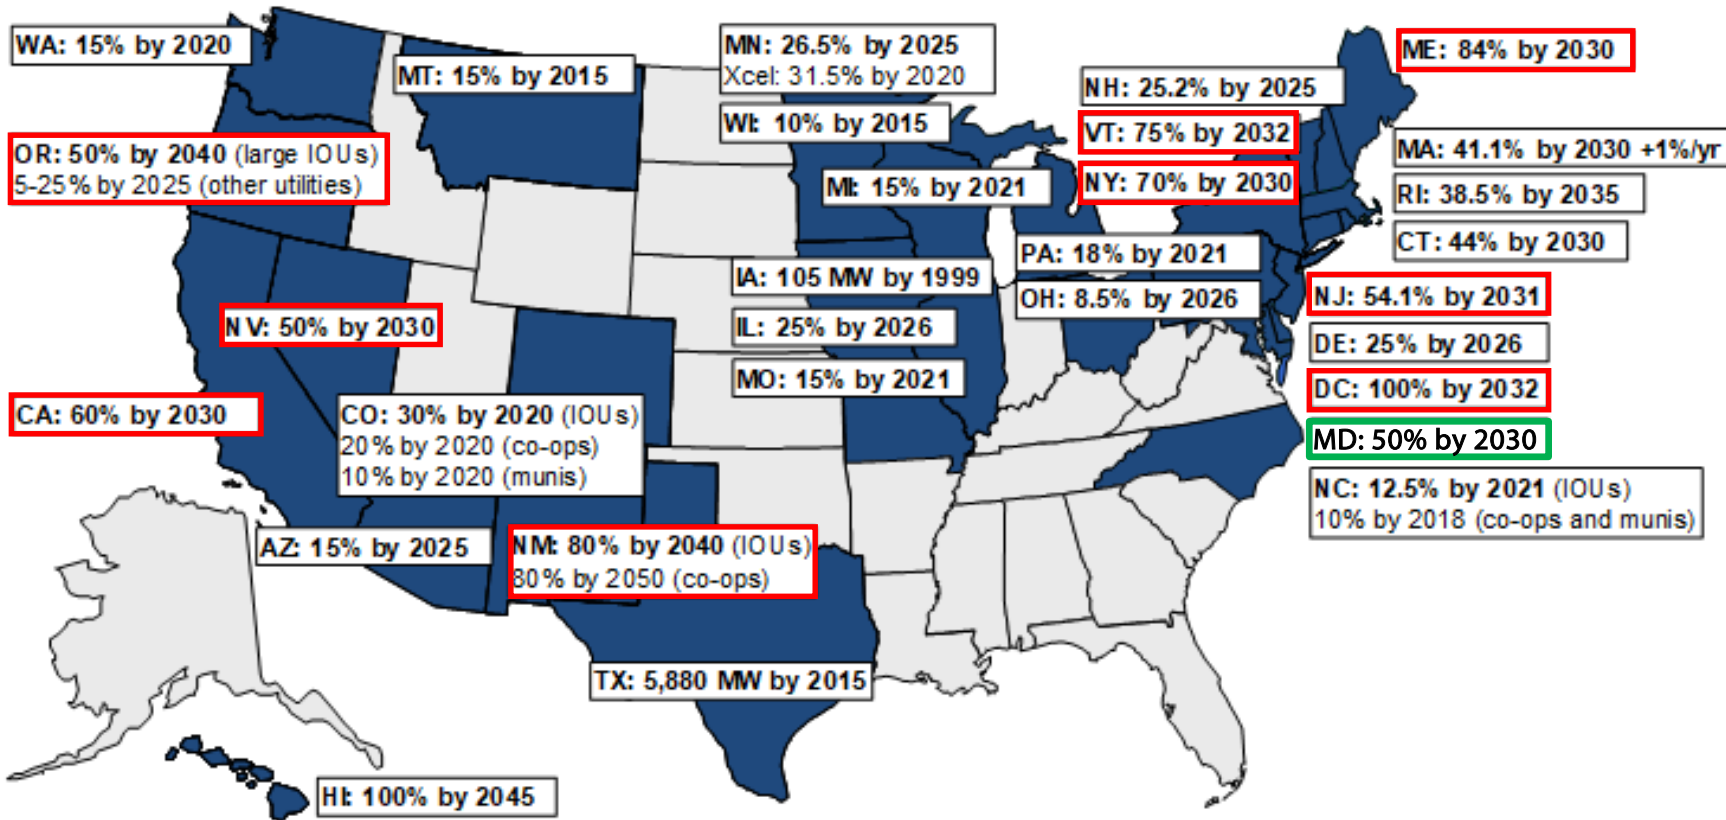 WA: 15% by 2020
MT: 15% by 2015
MN: 26.5% by 2025
Xcel: 31.5% by 2020
ME: 84% by 2030
NH: 25.2% by 2025
WI: 10% by 2015
VT: 75% by 2032
OR: 50% by 2040 (large IOUs)
5-25% by 2025 (other utilities)
MA: 41.1% by 2030 +1%/yr
MI: 15% by 2021
NY: 70% by 2030
RI: 38.5% by 2035
CT: 44% by 2030
PA: 18% by 2021
IA: 105 MW by 1999
OH: 8.5% by 2026
NJ: 54.1% by 2031
NV: 50% by 2030
IL: 25% by 2026
DE: 25% by 2026
MO: 15% by 2021
DC: 100% by 2032
CA: 60% by 2030
CO: 30% by 2020 (IOUs)
20% by 2020 (co-ops)
10% by 2020 (munis)
MD: 50% by 2030
NC: 12.5% by 2021 (IOUs)
10% by 2018 (co-ops and munis)
AZ: 15% by 2025
NM: 80% by 2040 (IOUs)
80% by 2050 (co-ops)
TX: 5,880 MW by 2015
HI: 100% by 2045